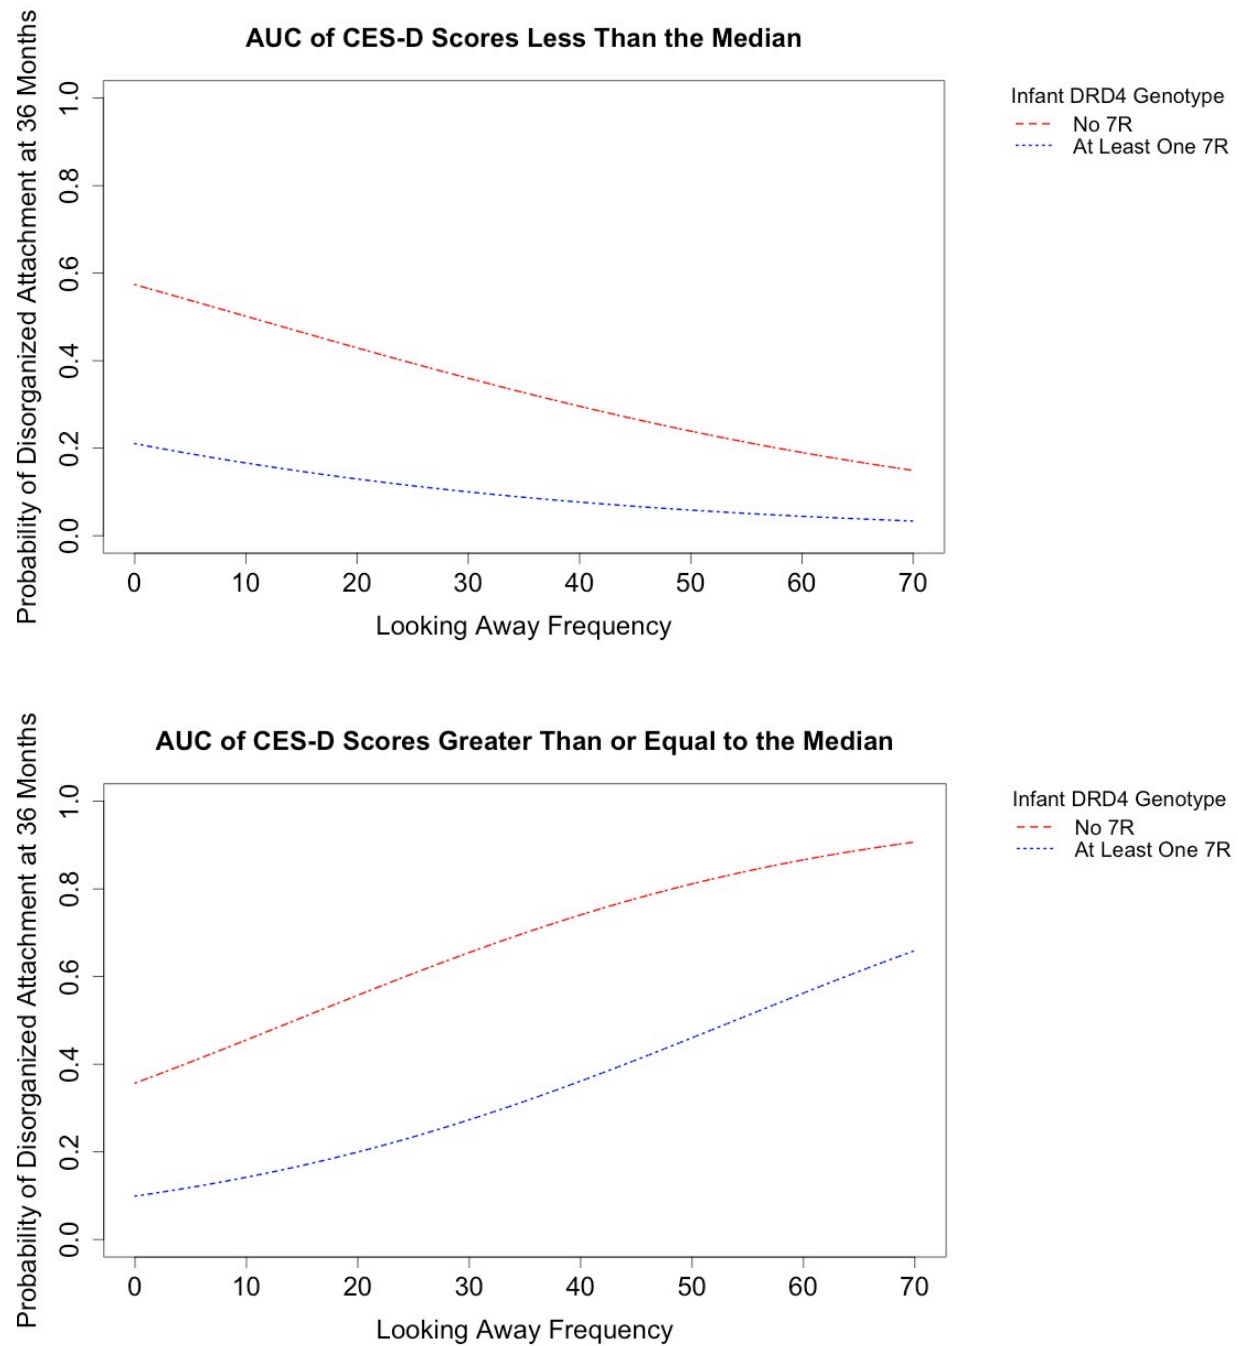 AUC of CES-D Scores Less Than the Median
Probability of Disorganized Attachment at 36 Months
1.0
0.8
0.6
0.4
0.2
0.0
0 10 20 30 40 50 60 70
Looking Away Frequency
Infant DRD4 Genotype
No 7R
At Least One 7R
AUC of CES-D Scores Greater Than or Equal to the Median
Probability of Disorganized Attachment at 36 Months
1.0
0.8
0.6
0.4
0.2
0.0
0 10 20 30 40 50 60 70
Looking Away Frequency
Infant DRD4 Genotype
No 7R
At Least One 7R